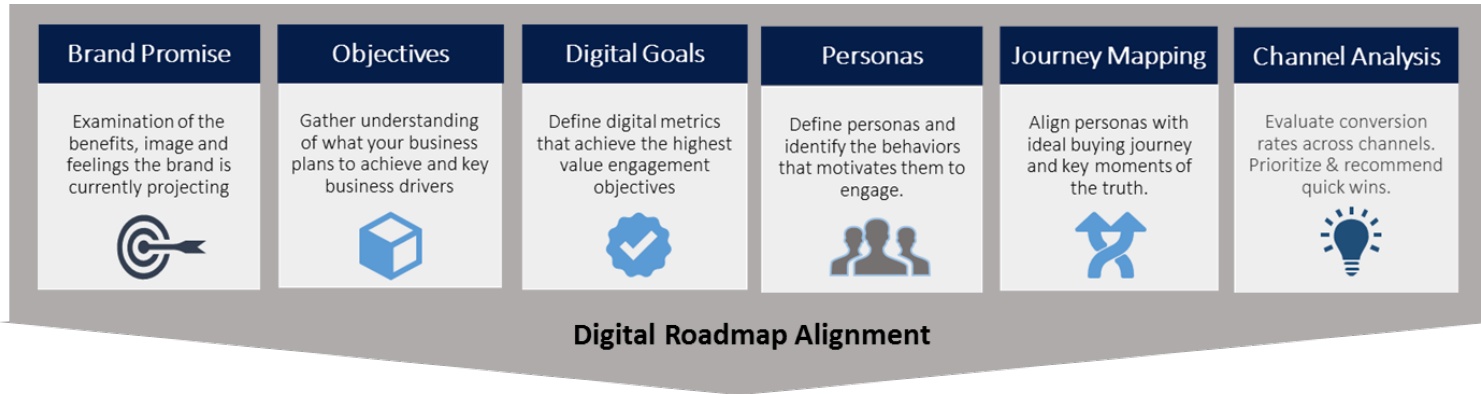 Brand Promise
Examination of the
benefits, image and
feelings the brand is
currently projecting
Objectives
Gather understanding
of what your business
plans to achieve and key
business drivers
Digital Goals
Define digital metrics
that achieve the highest
value engagement
objectives
Personas
Define personas and
identify the behaviors
that motivates them to
engage.
Journey Mapping
Align personas with
ideal buying journey
and key moments of
the truth.
Channel Analysis
Evaluate conversion
rates across channels.
Prioritize & recommend
quick wins.
Digital Roadmap Alignment